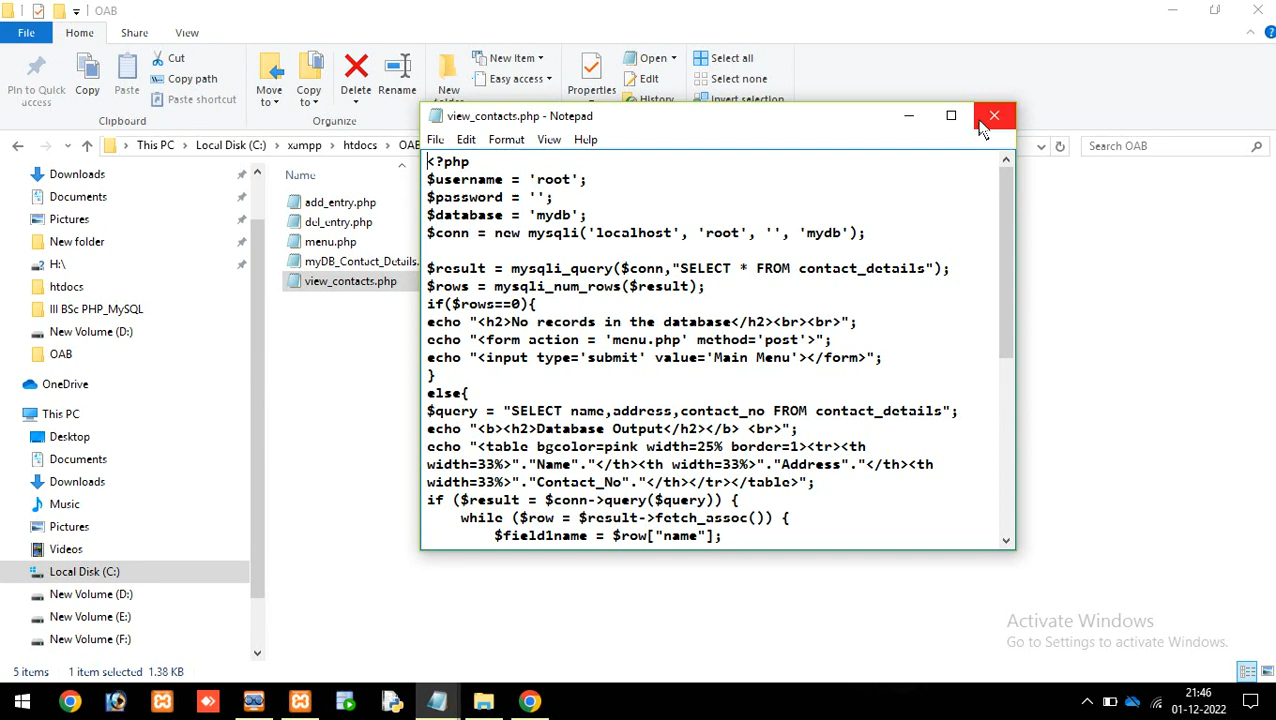 OAB
File Home Share View
Pin to Quick access
Copy
Paste
Cut
Copy path
Paste shortcut
Clipboard
Move to
Copy to
Delete
Rename
Organize
New
New item
Easy access
Properties
Open
Edit
History
Select all
Select none
Invert selection
This PC
Local Disk (C:)
xampp
htdocs
OAB
Search OAB
view_contacts.php - Notepad
File Edit Format View Help
<?php
$username = 'root';
$password = '';
$database = 'mydb';
$conn = new mysqli('localhost', 'root', '', 'mydb');
$result = mysqli_query($conn,"SELECT * FROM contact_details");
$rows = mysqli_num_rows($result);
if($rows==0){
echo "<h2>No records in the database</h2><br><br>";
echo "<form action = 'menu.php' method='post'>";
echo "<input type='submit' value='Main Menu'></form>";
}
else{
$query = "SELECT name,address,contact_no FROM contact_details";
echo "<b><h2>Database Output</h2></b> <br>";
echo "<table bgcolor=pink width=25% border=1><tr><th
width=33%>"."Name"."</th><th width=33%>"."Address"."</th><th
width=33%>"."Contact_No"."</th></tr></table>";
if ($result = $conn->query($query)) {
while ($row = $result->fetch_assoc()) {
$field1name = $row["name"];
Downloads
Documents
Pictures
New folder
H:\
htdocs
III BSc PHP_MySQL
New Volume (D:)
OAB
OneDrive
This PC
Desktop
Documents
Downloads
Music
Pictures
Videos
Local Disk (C:)
New Volume (D:)
New Volume (E:)
New Volume (F:)
Name
add_entry.php
del_entry.php
menu.php
myDB_Contact_Details.
view_contacts.php
Activate Windows
Go to Settings to activate Windows.
5 items 1 item selected 1.38 KB
21:46
01-12-2022